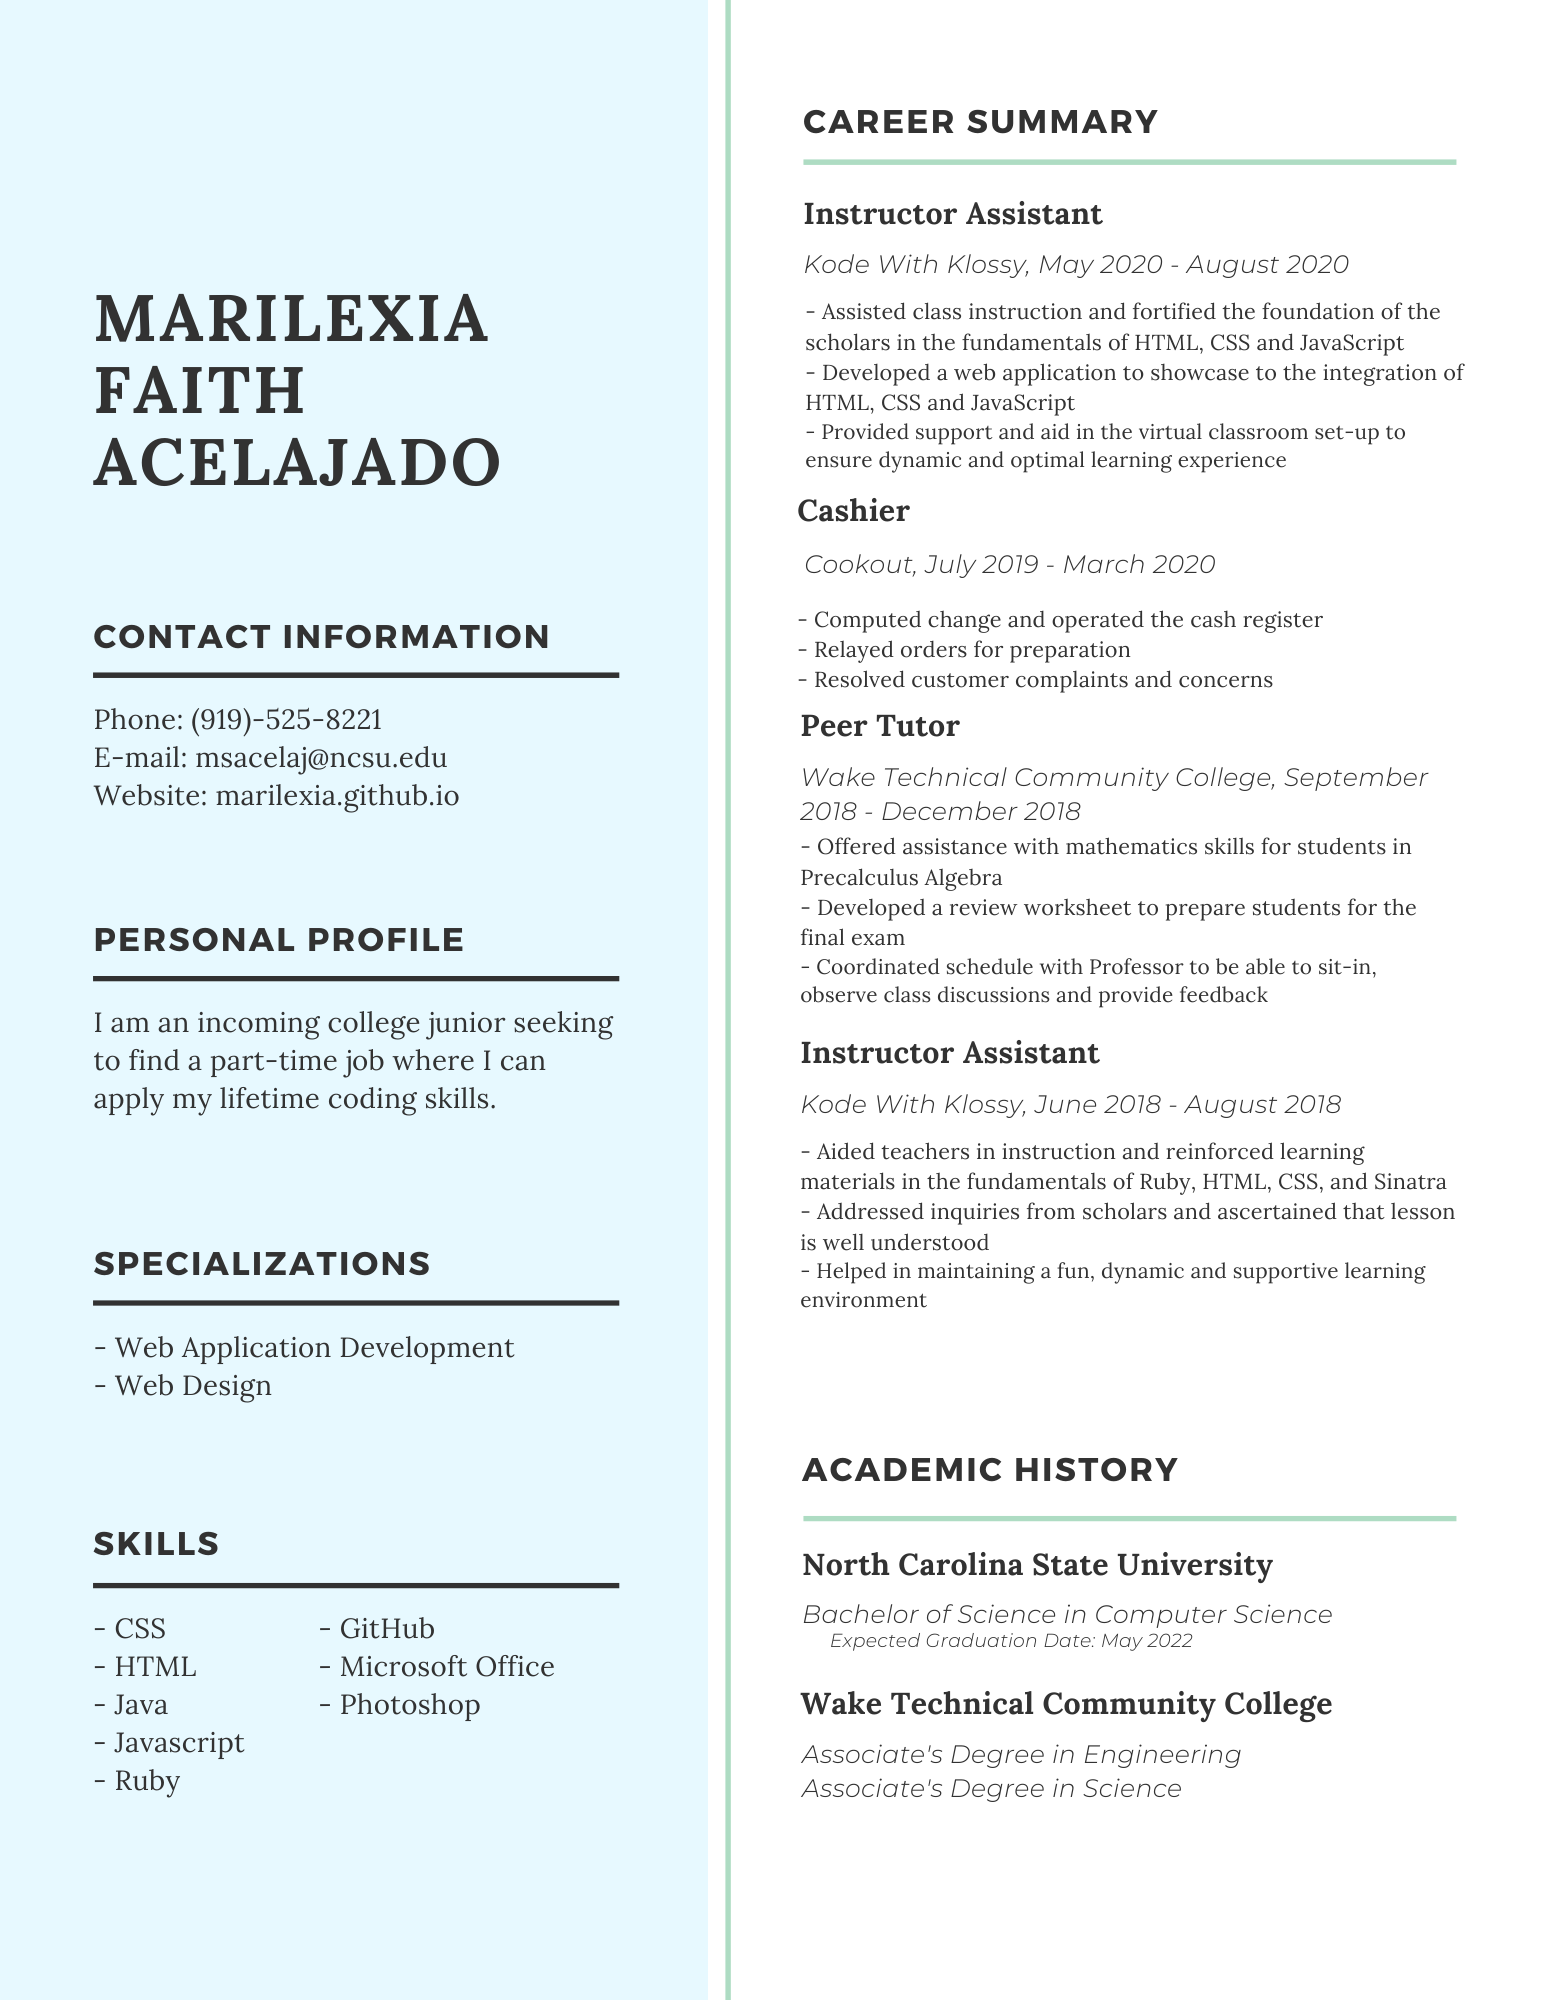 MARILEXIA
FAITH
ACELAJADO
CONTACT INFORMATION
Phone: (919)-525-8221
E-mail: msacelaj@ncsu.edu
Website: marilexia.github.io
PERSONAL PROFILE
I am an incoming college junior seeking
to find a part-time job where I can
apply my lifetime coding skills.
SPECIALIZATIONS
- Web Application Development
- Web Design
SKILLS
- CSS
- HTML
- Java
- Javascript
- Ruby
- GitHub
- Microsoft Office
- Photoshop
CAREER SUMMARY
Instructor Assistant
Kode With Klossy, May 2020 - August 2020
- Assisted class instruction and fortified the foundation of the
scholars in the fundamentals of HTML, CSS and JavaScript
- Developed a web application to showcase to the integration of
HTML, CSS and JavaScript
- Provided support and aid in the virtual classroom set-up to
ensure dynamic and optimal learning experience
Cashier
Cookout, July 2019 - March 2020
- Computed change and operated the cash register
- Relayed orders for preparation
- Resolved customer complaints and concerns
Peer Tutor
Wake Technical Community College, September
2018 - December 2018
- Offered assistance with mathematics skills for students in
Precalculus Algebra
- Developed a review worksheet to prepare students for the
final exam
- Coordinated schedule with Professor to be able to sit-in,
observe class discussions and provide feedback
Instructor Assistant
Kode With Klossy, June 2018 - August 2018
- Aided teachers in instruction and reinforced learning
materials in the fundamentals of Ruby, HTML, CSS, and Sinatra
- Addressed inquiries from scholars and ascertained that lesson
is well understood
- Helped in maintaining a fun, dynamic and supportive learning
environment
ACADEMIC HISTORY
North Carolina State University
Bachelor of Science in Computer Science
Expected Graduation Date: May 2022
Wake Technical Community College
Associate's Degree in Engineering
Associate's Degree in Science